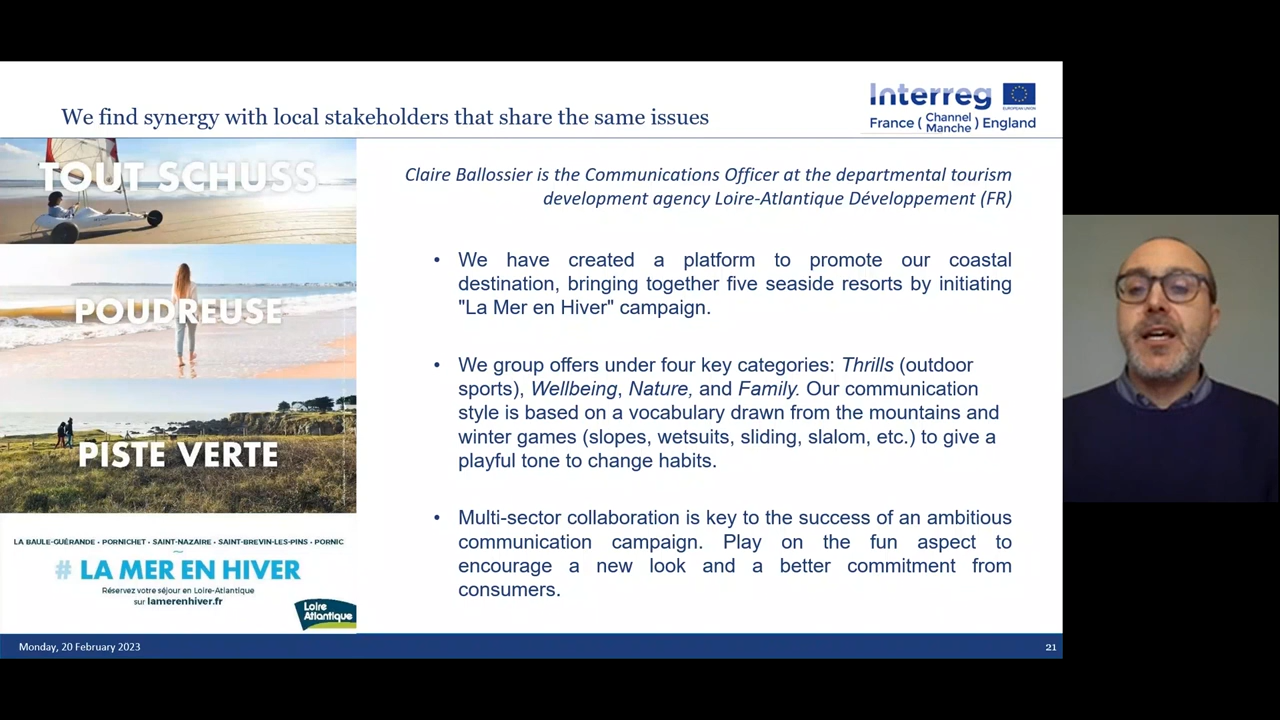 We find synergy with local stakeholders that share the same issues
Interreg
EUROPEAN UNION
France ( Channel Manche ) England
TOUT SCHUSS
POUDREUSE
PISTE VERTE
LA BAULE-GUÉRANDE • PORNICHET • SAINT-NAZAIRE • SAINT-BREVIN-LES-PINS • PORNIC
# LA MER EN HIVER
Réservez votre séjour en Loire-Atlantique
sur lamerenhiver.fr
Loire
Atlantique
Claire Ballossier is the Communications Officer at the departmental tourism
development agency Loire-Atlantique Développement (FR)
• We have created a platform to promote our coastal
destination, bringing together five seaside resorts by initiating
"La Mer en Hiver" campaign.
• We group offers under four key categories: Thrills (outdoor
sports), Wellbeing, Nature, and Family. Our communication
style is based on a vocabulary drawn from the mountains and
winter games (slopes, wetsuits, sliding, slalom, etc.) to give a
playful tone to change habits.
• Multi-sector collaboration is key to the success of an ambitious
communication campaign. Play on the fun aspect to
encourage a new look and a better commitment from
consumers.
Monday, 20 February 2023
21